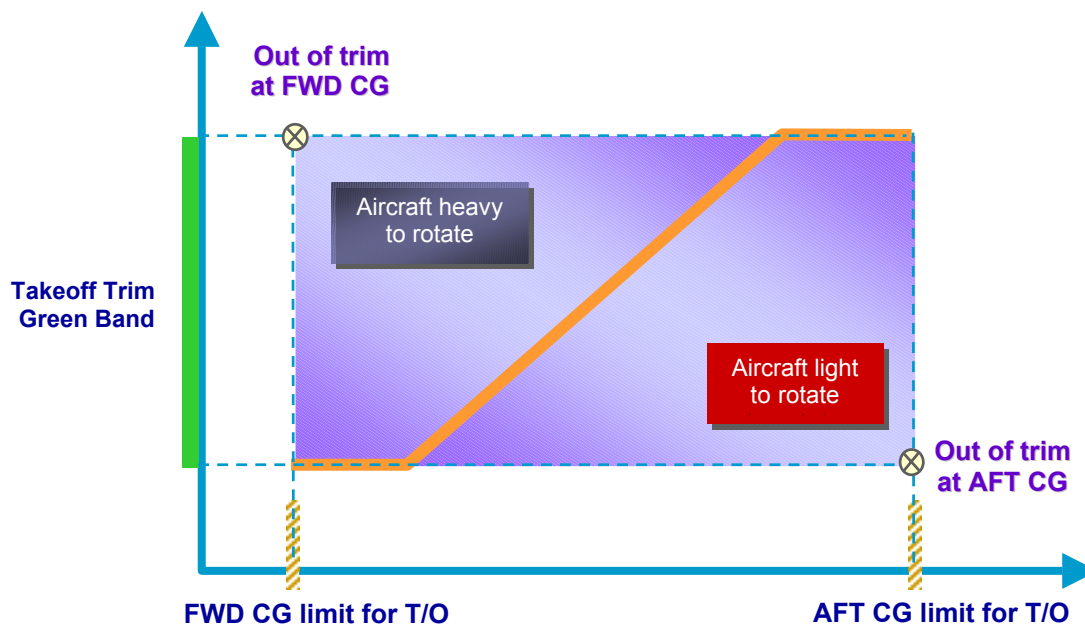 Out of trim
at FWD CG
Aircraft heavy
to rotate
Takeoff Trim
Green Band
Aircraft light
to rotate
Out of trim
at AFT CG
FWD CG limit for T/O
AFT CG limit for T/O